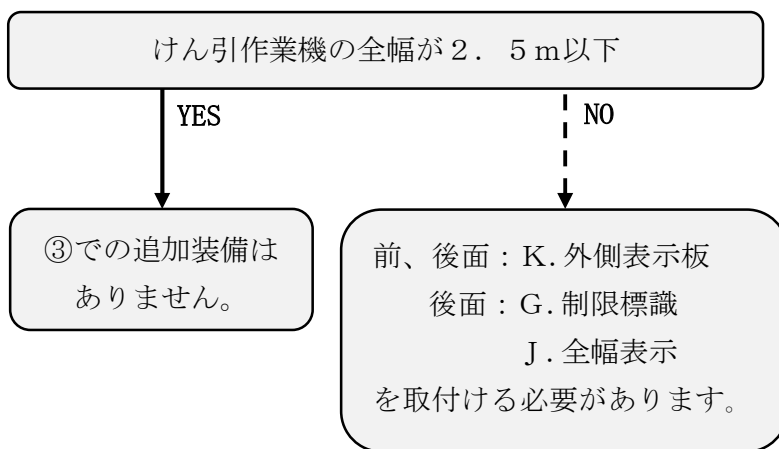 けん引作業機の全幅が２．５ｍ以下
YES
NO
③での追加装備は
ありません。
前、後面：Ｋ.外側表示板
後面：Ｇ.制限標識
Ｊ.全幅表示
を取付ける必要があります。